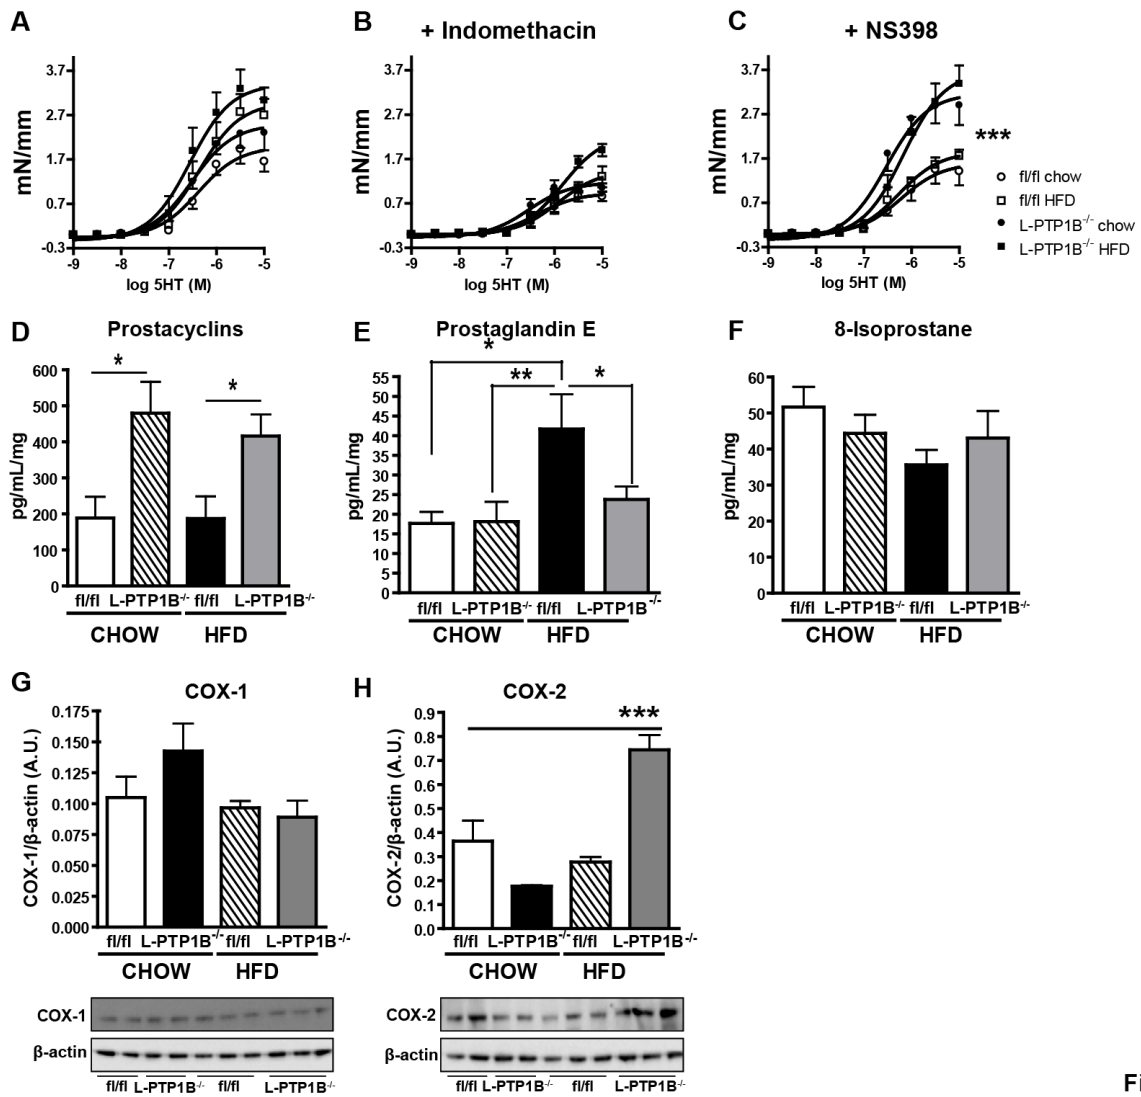 A
B
+ Indomethacin
C
+ NS398
mN/mm
3.7
2.7
1.7
0.7
-0.3
-9 -8 -7 -6 -5
log 5HT (M)
mN/mm
3.7
2.7
1.7
0.7
-0.3
-9 -8 -7 -6 -5
log 5HT (M)
mN/mm
3.7
2.7
1.7
0.7
-0.3
-9 -8 -7 -6 -5
log 5HT (M)
***
fl/fl chow
fl/fl HFD
L-PTP1B-/- chow
L-PTP1B-/- HFD
D
Prostacyclins
pg/mL/mg
600
500
400
300
200
100
0
*
*
fl/fl L-PTP1B-/- fl/fl L-PTP1B-/-
CHOW HFD
E
Prostaglandin E
pg/mL/mg
55
50
45
40
35
30
25
20
15
10
5
0
*
**
*
fl/fl L-PTP1B-/- fl/fl L-PTP1B-/-
CHOW HFD
F
8-Isoprostane
pg/mL/mg
60
50
40
30
20
10
0
fl/fl L-PTP1B-/- fl/fl L-PTP1B-/-
CHOW HFD
G
COX-1
COX-1/β-actin (A.U.)
0.175
0.150
0.125
0.100
0.075
0.050
0.025
0.000
fl/fl L-PTP1B-/- fl/fl L-PTP1B-/-
CHOW HFD
COX-1
β-actin
fl/fl L-PTP1B-/- fl/fl L-PTP1B-/-
H
COX-2
COX-2/β-actin (A.U.)
0.9
0.8
0.7
0.6
0.5
0.4
0.3
0.2
0.1
0.0
***
fl/fl L-PTP1B-/- fl/fl L-PTP1B-/-
CHOW HFD
COX-2
β-actin
fl/fl L-PTP1B-/- fl/fl L-PTP1B-/-
Fi